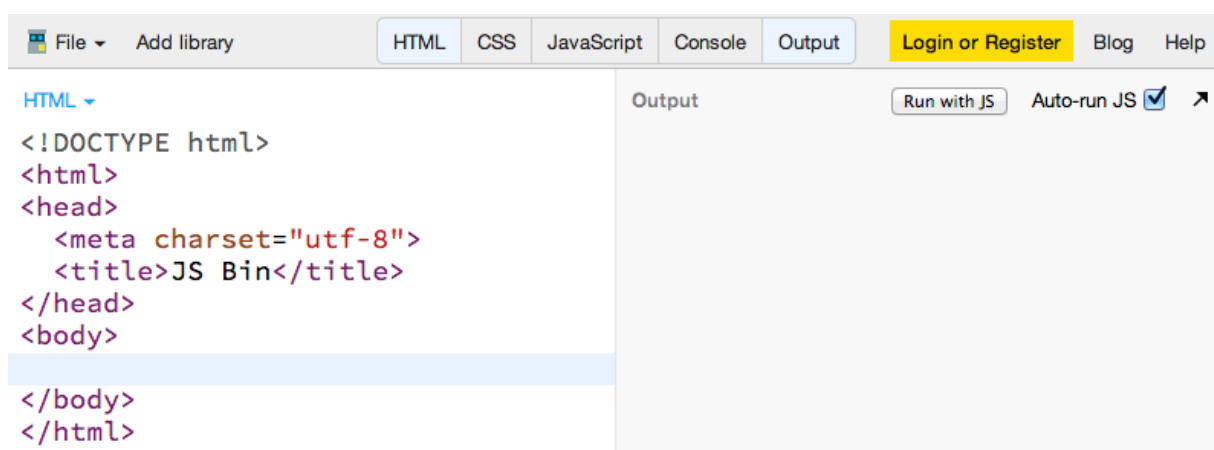 File Add library HTML CSS JavaScript Console Output Login or Register Blog Help
HTML Output Run with JS Auto-run JS
<!DOCTYPE html>
<html>
<head>
  <meta charset="utf-8">
  <title>JS Bin</title>
</head>
<body>
</body>
</html>